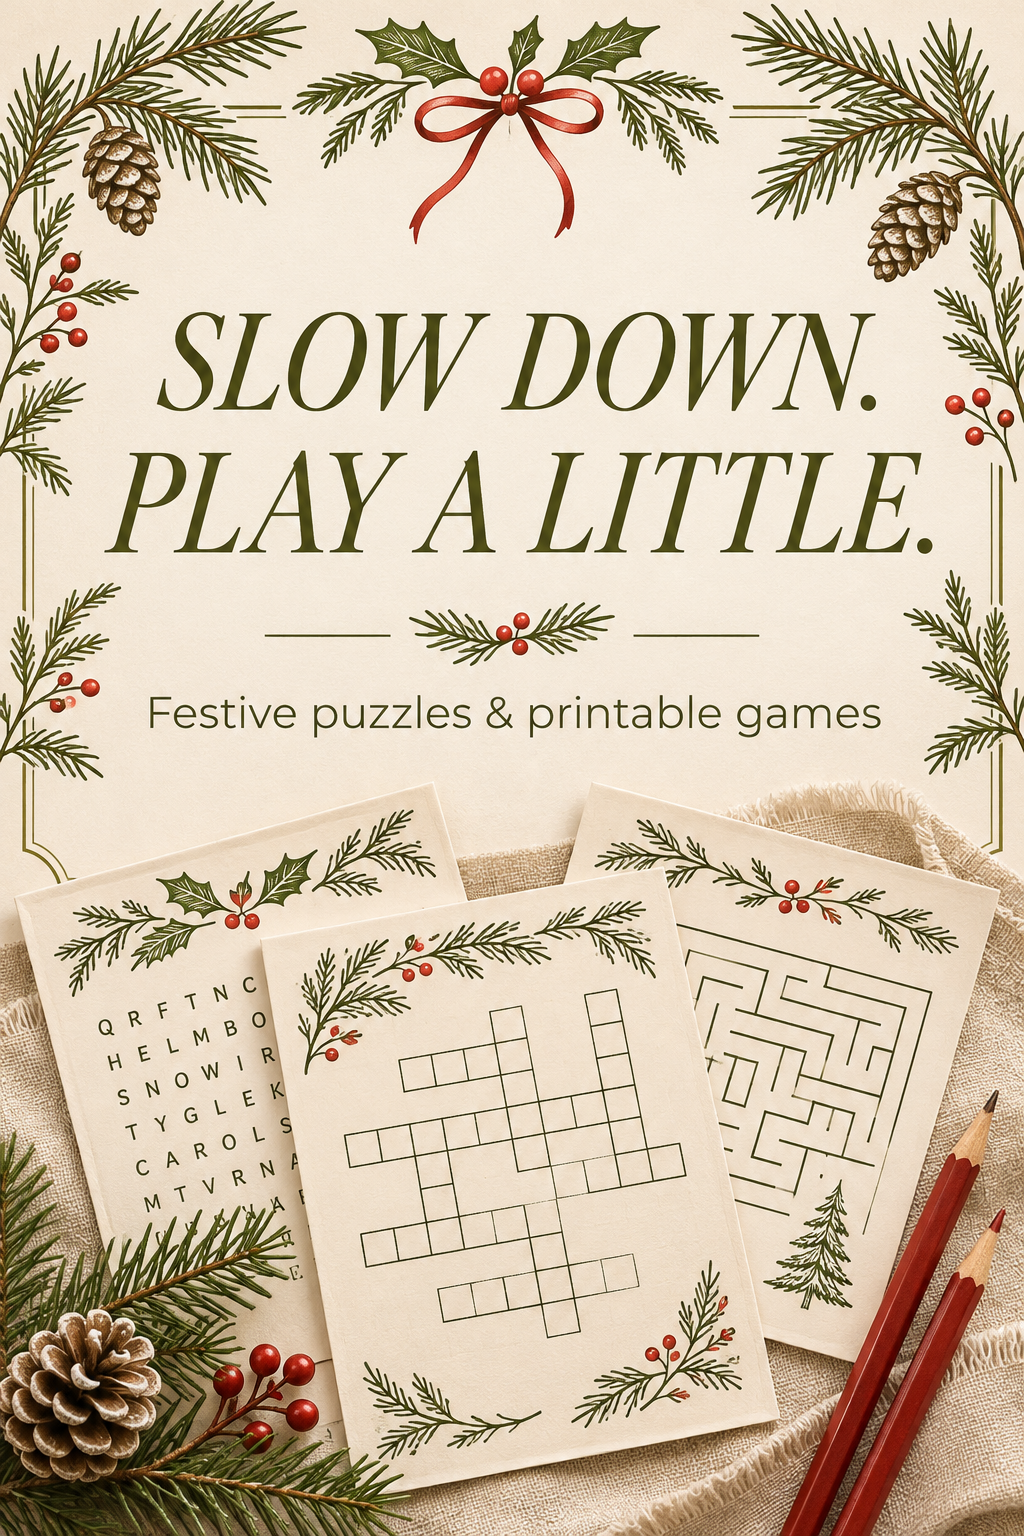 SLOW DOWN.
PLAY A LITTLE.
Festive puzzles & printable games
Q R F T N C
H E L M B O
S N O W I R
T Y G L E K
C A R O L S
M T V R N A